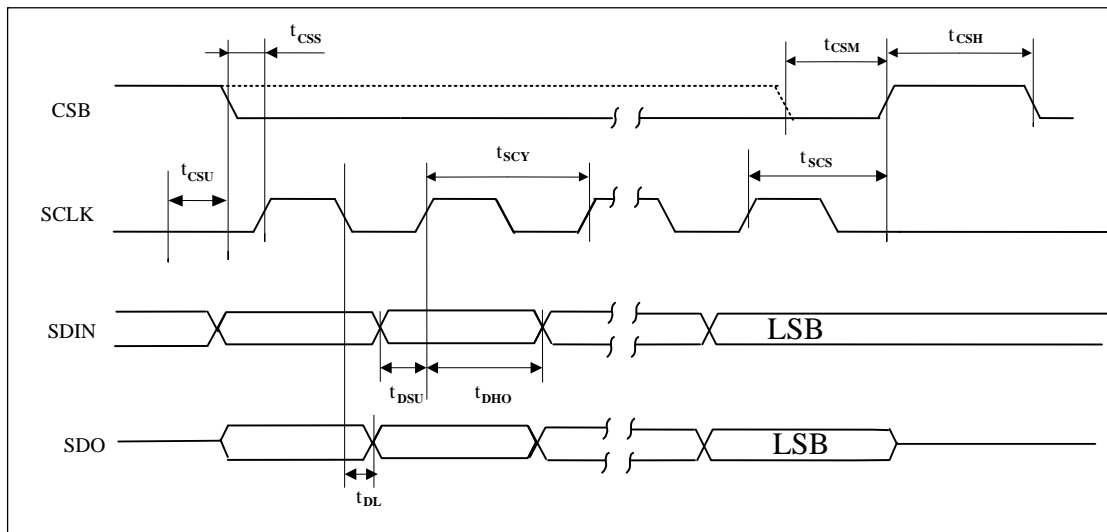 tCSS
tCSM
tCSH
CSB
tCSU
tSCY
tSCS
SCLK
SDIN
LSB
tDSU
tDHO
SDO
LSB
tDL